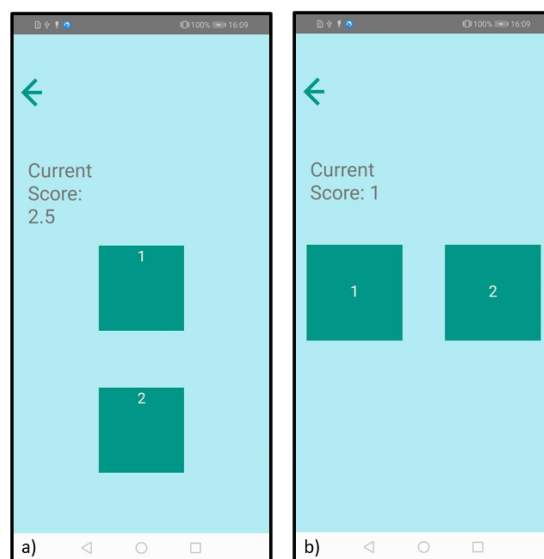 100% 16:09
Current
Score:
2.5
1
2
a)
100% 16:09
Current
Score: 1
1 2
b)